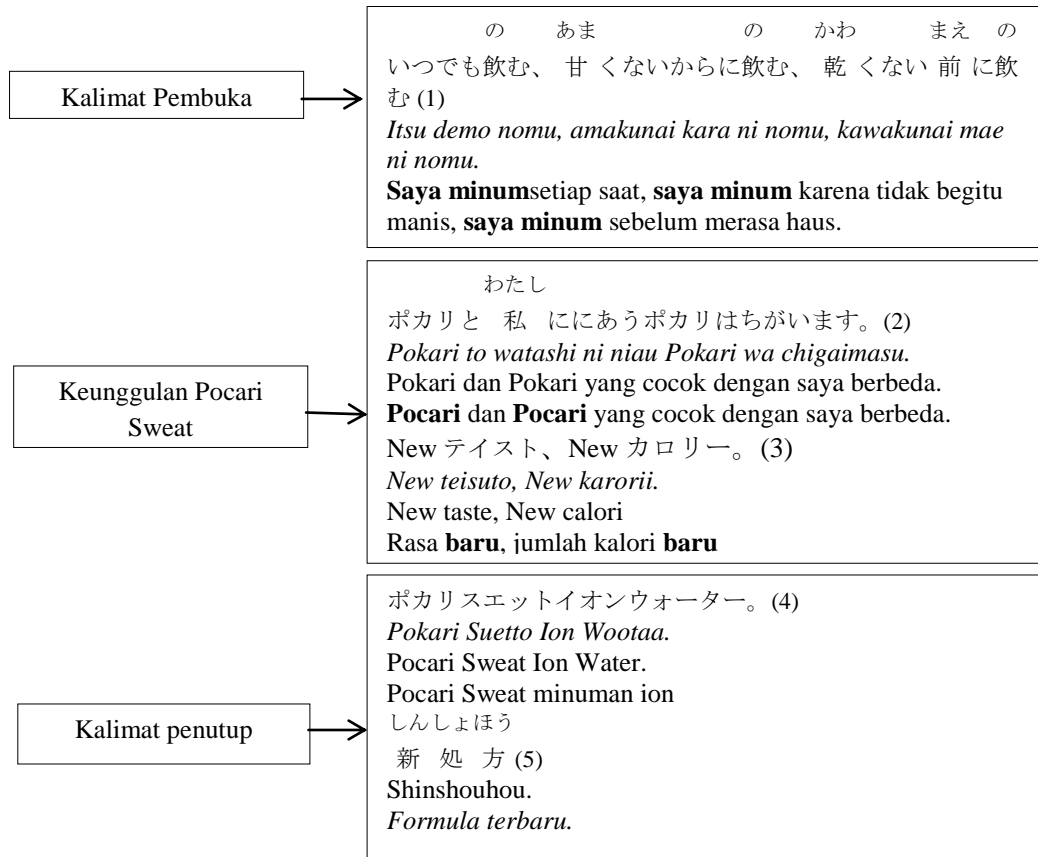 Kalimat Pembuka
の あま の かわ まえ の
いつでも飲む、 甘 くないからに飲む、 乾 くない 前 に飲
む (1)
Itsu demo nomu, amakunai kara ni nomu, kawakunai mae
ni nomu.
Saya minumsetiap saat, saya minum karena tidak begitu
manis, saya minum sebelum merasa haus.
Keunggulan Pocari
Sweat
わたし
ポカリと 私 ににあうポカリはちがいます。(2)
Pokari to watashi ni niau Pokari wa chigaimasu.
Pokari dan Pokari yang cocok dengan saya berbeda.
Pocari dan Pocari yang cocok dengan saya berbeda.
New テイスト、New カロリー。(3)
New teisuto, New karorii.
New taste, New calori
Rasa baru, jumlah kalori baru
Kalimat penutup
ポカリスエットイオンウォーター。(4)
Pokari Suetto Ion Wootaa.
Pocari Sweat Ion Water.
Pocari Sweat minuman ion
しんしょほう
新 処 方 (5)
Shinshouhou.
Formula terbaru.